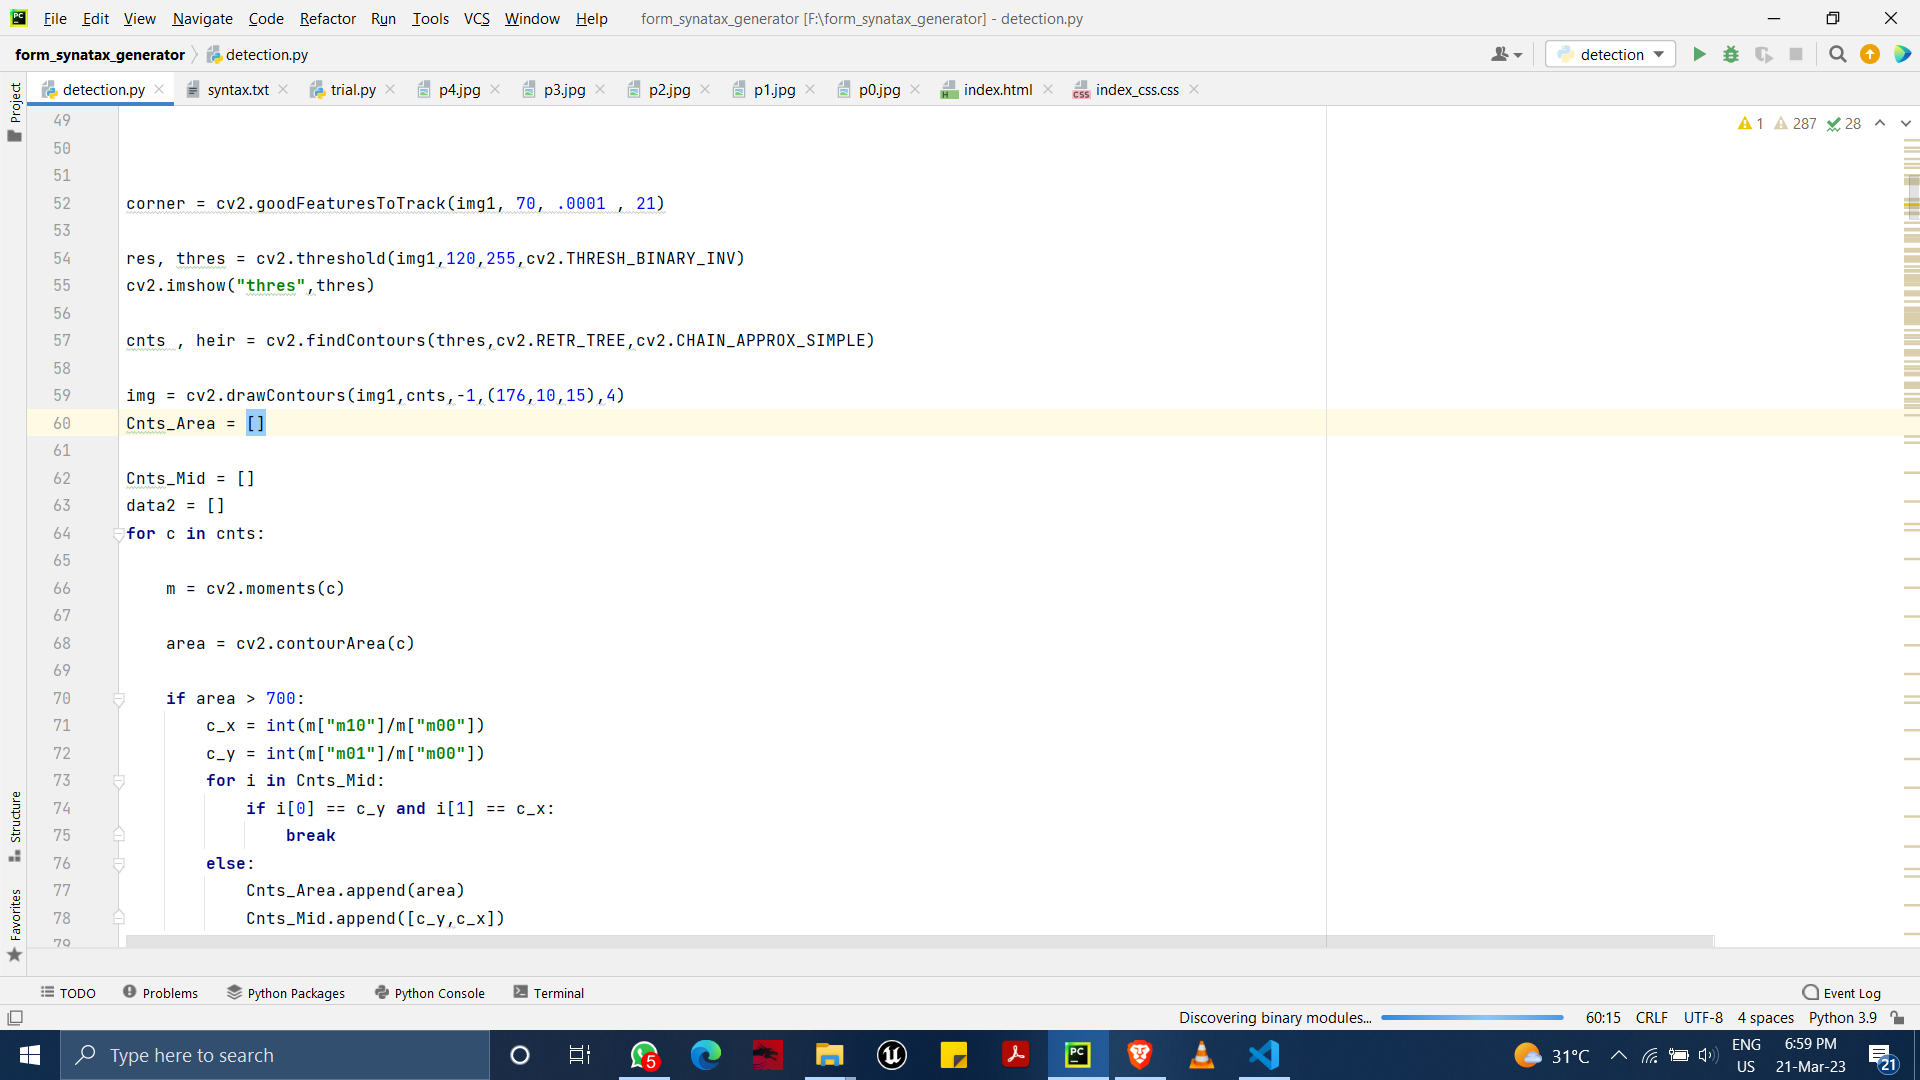 File Edit View Navigate Code Refactor Run Tools VCS Window Help form_synatax_generator [F:\form_synatax_generator] - detection.py
form_synatax_generator detection.py detection
detection.py syntax.txt trial.py p4.jpg p3.jpg p2.jpg p1.jpg p0.jpg index.html index_css.css
Project
1 287 28
49
50
51
52 corner = cv2.goodFeaturesToTrack(img1, 70, .0001 , 21)
53
54 res, thres = cv2.threshold(img1,120,255,cv2.THRESH_BINARY_INV)
55 cv2.imshow("thres",thres)
56
57 cnts , heir = cv2.findContours(thres,cv2.RETR_TREE,cv2.CHAIN_APPROX_SIMPLE)
58
59 img = cv2.drawContours(img1,cnts,-1,(176,10,15),4)
60 Cnts_Area = []
61
62 Cnts_Mid = []
63 data2 = []
64 for c in cnts:
65
66 m = cv2.moments(c)
67
68 area = cv2.contourArea(c)
69
70 if area > 700:
71 c_x = int(m["m10"]/m["m00"])
72 c_y = int(m["m01"]/m["m00"])
73 for i in Cnts_Mid:
74 if i[0] == c_y and i[1] == c_x:
75 break
76 else:
77 Cnts_Area.append(area)
78 Cnts_Mid.append([c_y,c_x])
79
Structure
Favorites
TODO Problems Python Packages Python Console Terminal Event Log
Discovering binary modules... 60:15 CRLF UTF-8 4 spaces Python 3.9
Type here to search 5 PC 31°C ENG US 6:59 PM 21-Mar-23 21